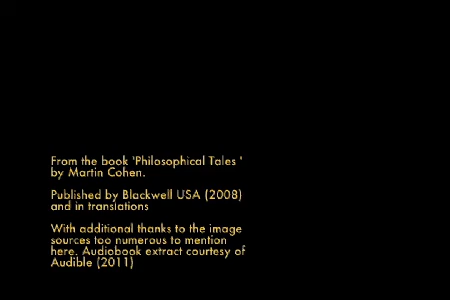 From the book 'Philosophical Tales '
by Martin Cohen.
Published by Blackwell USA (2008)
and in translations
With additional thanks to the image
sources too numerous to mention
here. Audiobook extract courtesy of
Audible (2011)